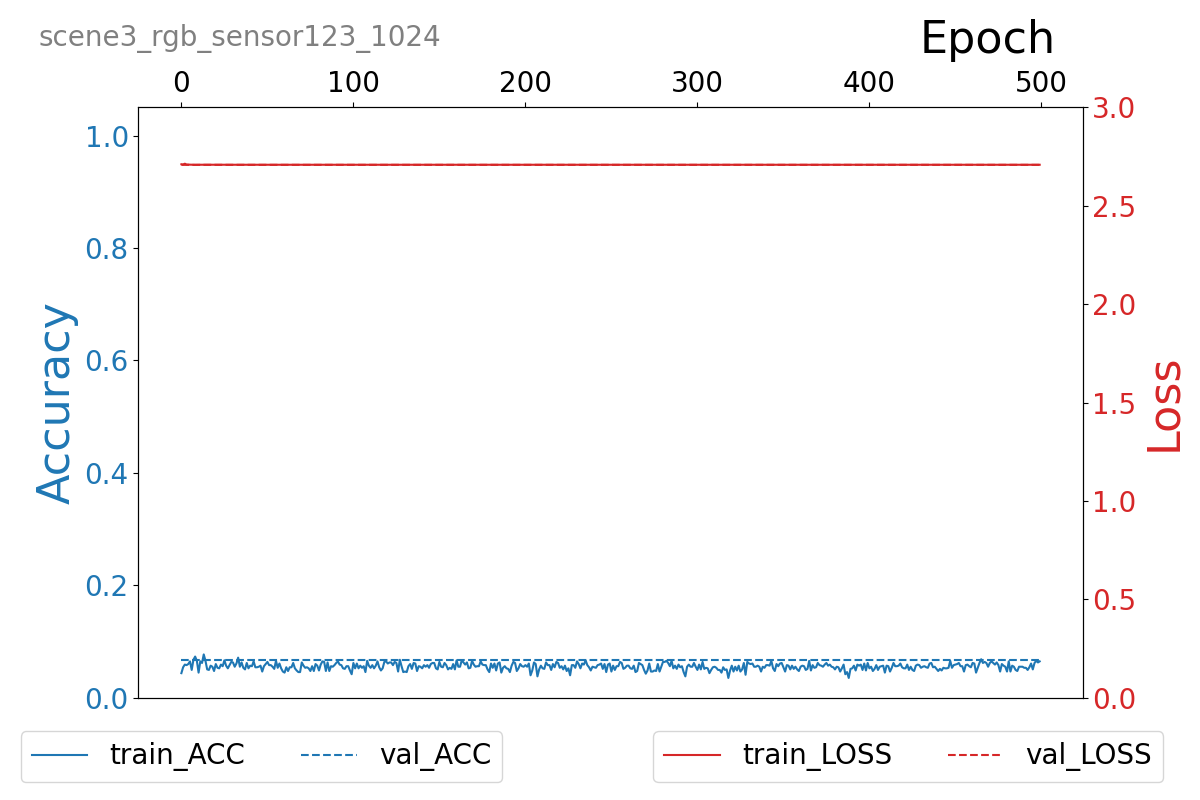 scene3_rgb_sensor123_1024
Epoch
0 100 200 300 400 500
1.0
0.8
0.6
0.4
0.2
0.0
Accuracy
3.0
2.5
2.0
1.5
1.0
0.5
0.0
Loss
train_ACC val_ACC
train_LOSS val_LOSS